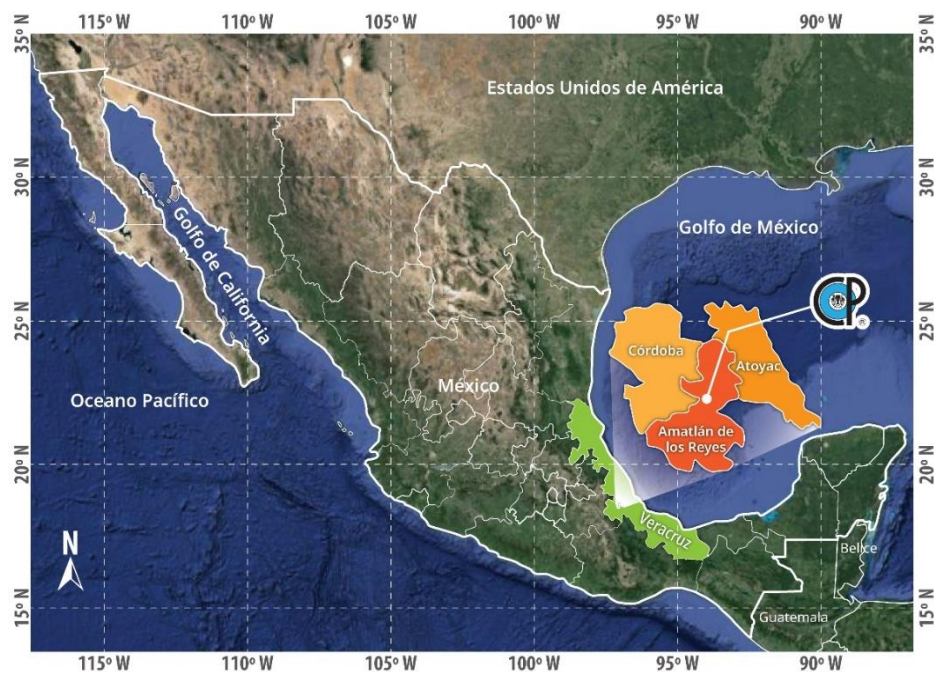 115° W 110° W 105° W 100° W 95° W 90° W
35° N 35° N
Estados Unidos de América
30° N 30° N
Golfo de California
Golfo de México
25° N 25° N
CP®
Córdoba
Atoyac
México
Oceano Pacífico
Amatlán de
los Reyes
20° N 20° N
Veracruz
N
Belice
15° N 15° N
Guatemala
115° W 110° W 105° W 100° W 95° W 90° W